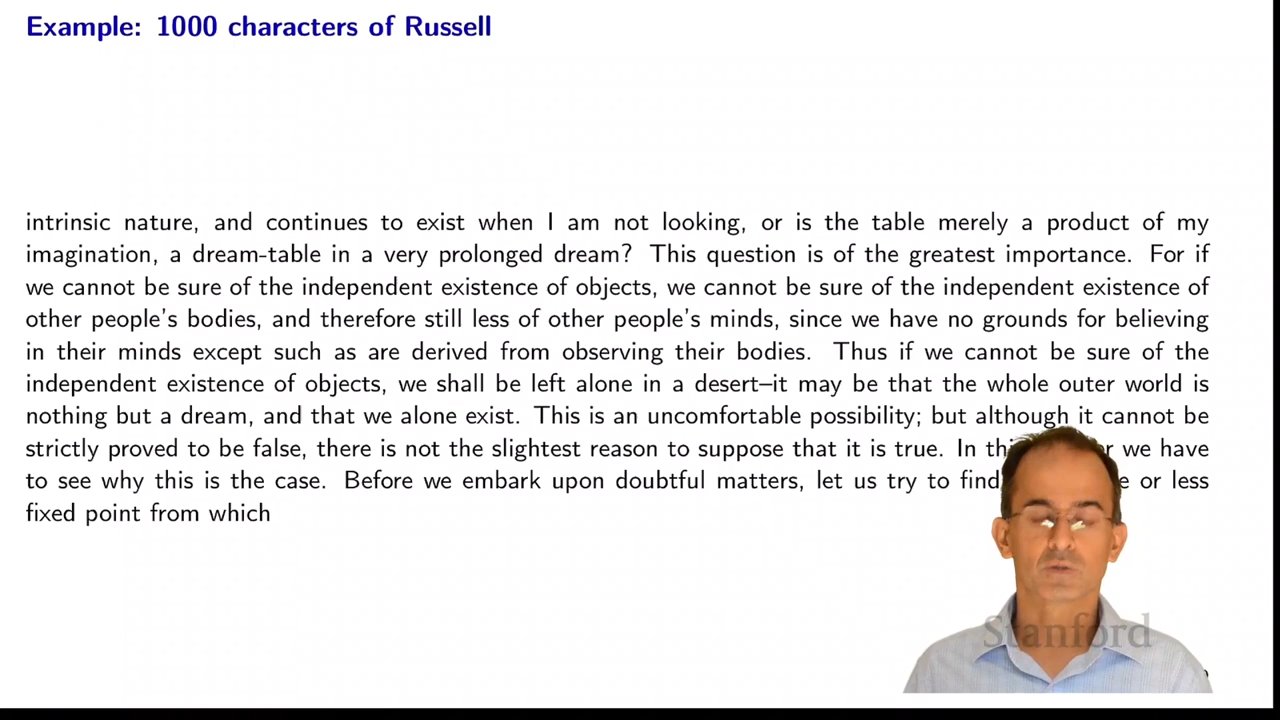 Example: 1000 characters of Russell
intrinsic nature, and continues to exist when I am not looking, or is the table merely a product of my
imagination, a dream-table in a very prolonged dream? This question is of the greatest importance. For if
we cannot be sure of the independent existence of objects, we cannot be sure of the independent existence of
other people's bodies, and therefore still less of other people's minds, since we have no grounds for believing
in their minds except such as are derived from observing their bodies. Thus if we cannot be sure of the
independent existence of objects, we shall be left alone in a desert–it may be that the whole outer world is
nothing but a dream, and that we alone exist. This is an uncomfortable possibility; but although it cannot be
strictly proved to be false, there is not the slightest reason to suppose that it is true. In we have
to see why this is the case. Before we embark upon doubtful matters, let us try to find or less
fixed point from which
Stanford